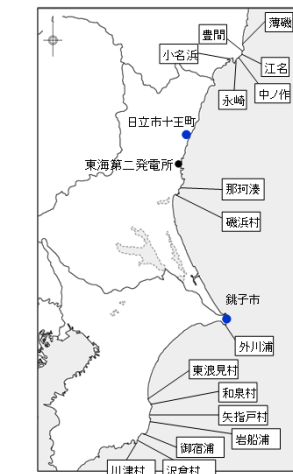 薄磯
豊間
小名浜
江名
中ノ作
永崎
日立市十王町
東海第二発電所
那珂湊
磯浜村
銚子市
外川浦
東浪見村
和泉村
矢指戸村
岩船浦
御宿浦
川津村
沢倉村